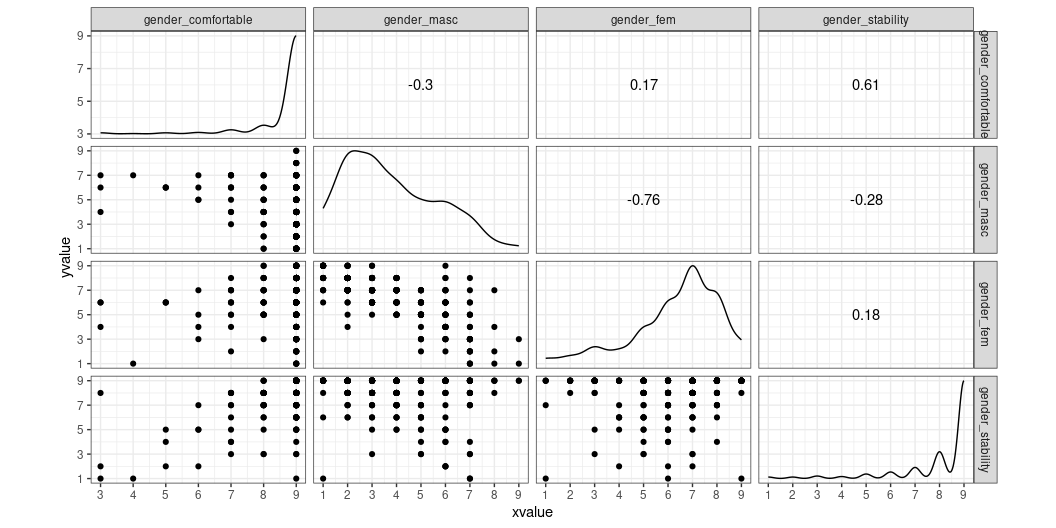 gender_comfortable gender_masc gender_fem gender_stability
9
7
5
3
-0.3 0.17 0.61
gender_comfortable
9
7
5
3
1
-0.76 -0.28
gender_masc
yvalue
9
7
5
3
1
0.18
gender_fem
9
7
5
3
1
gender_stability
3 4 5 6 7 8 9 1 2 3 4 5 6 7 8 9 1 2 3 4 5 6 7 8 9 1 2 3 4 5 6 7 8 9
xvalue